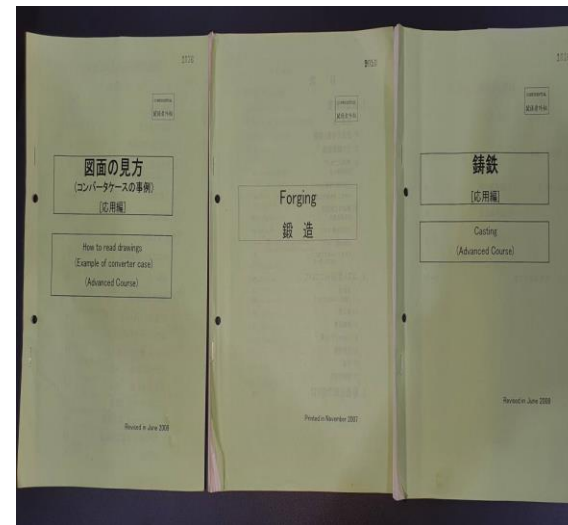 図面の見方
(コンバータケースの事例)
[応用編]
How to read drawings
(Example of converter case)
(Advanced Course)
Revised in June 2008
Forging
鍛 造
Printed in November 2007
鋳鉄
[応用編]
Casting
(Advanced Course)
Revised in June 2008